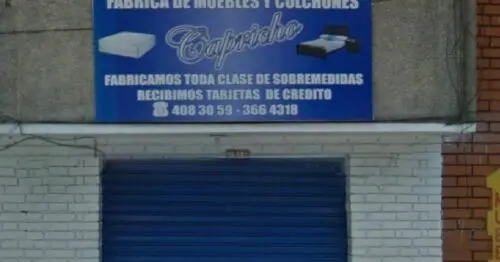 FABRICA DE MUEBLES Y COLCHONES
Capricho
FABRICAMOS TODA CLASE DE SOBREMEDIDAS
RECIBIMOS TARJETAS DE CREDITO
☎ 408 30 59 - 366 4318